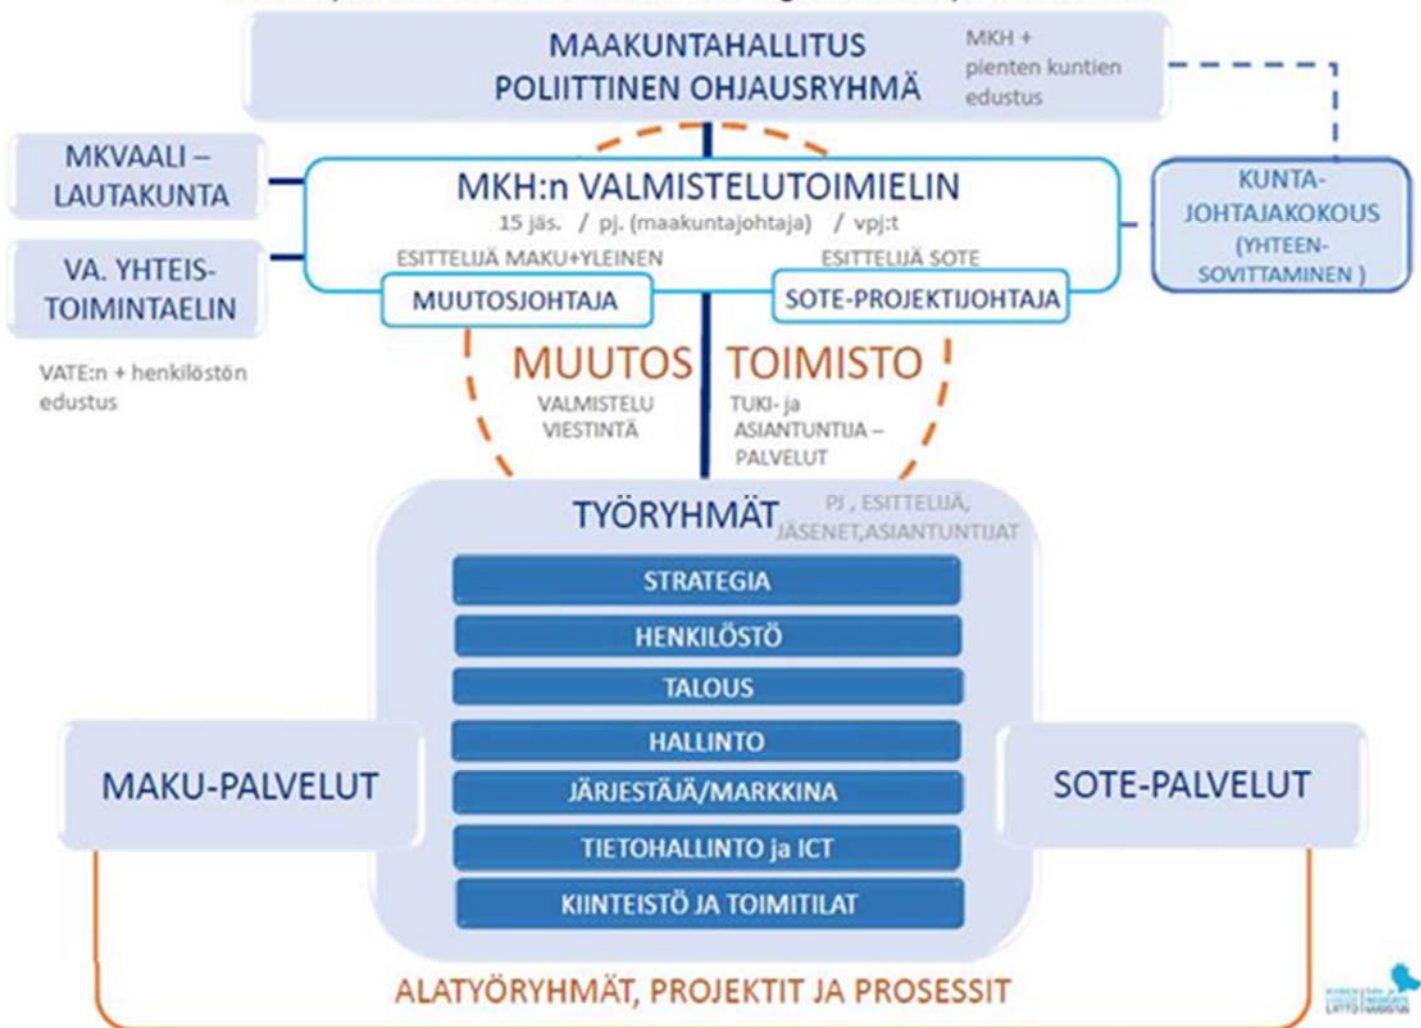 MAAKUNTAHALLITUS
POLIITTINEN OHJAUSRYHMÄ
MKH +
pienten kuntien
edustus
MKVAALI –
LAUTAKUNTA
VA. YHTEIS-
TOIMINTAELIN
VATE:n + henkilöstön
edustus
MKH:n VALMISTELUTOIMIELIN
15 jäs. / pj. (maakuntajohtaja) / vpj:t
ESITTELIJÄ MAKU+YLEINEN
ESITTELIJÄ SOTE
MUUTOSJOHTAJA
SOTE-PROJEKTIJOHTAJA
KUNTA-
JOHTAJAKOKOUS
(YHTEEN-
SOVITTAMINEN )
MUUTOS TOIMISTO
VALMISTELU
VIESTINTÄ
TUKI- ja
ASIANTUNTIJA –
PALVELUT
TYÖRYHMÄT
PJ , ESITTELIJÄ,
JÄSENET,ASIANTUNTIJAT
STRATEGIA
HENKILÖSTÖ
TALOUS
HALLINTO
JÄRJESTÄJÄ/MARKKINA
TIETOHALLINTO ja ICT
KIINTEISTÖ JA TOIMITILAT
MAKU-PALVELUT
SOTE-PALVELUT
ALATYÖRYHMÄT, PROJEKTIT JA PROSESSIT
LIITTO